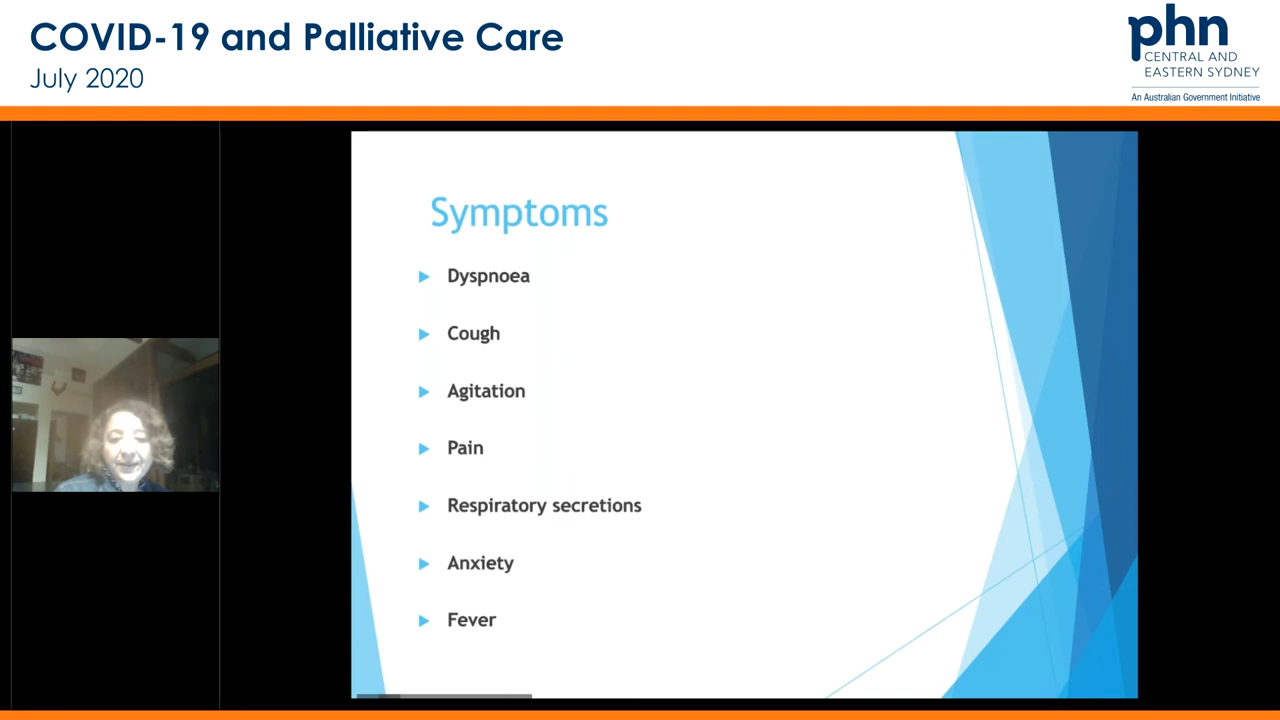 COVID-19 and Palliative Care
July 2020
phn
CENTRAL AND
EASTERN SYDNEY
An Australian Government Initiative
Symptoms
Dyspnoea
Cough
Agitation
Pain
Respiratory secretions
Anxiety
Fever